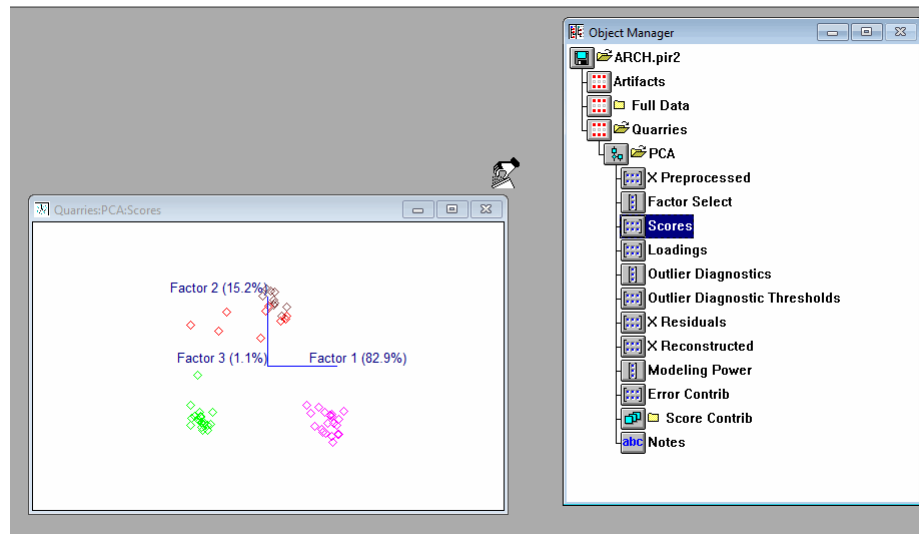 Quarries:PCA:Scores
Factor 2 (15.2%)
Factor 3 (1.1%)
Factor 1 (82.9%)
Object Manager
ARCH.pir2
Artifacts
Full Data
Quarries
PCA
X Preprocessed
Factor Select
Scores
Loadings
Outlier Diagnostics
Outlier Diagnostic Thresholds
X Residuals
X Reconstructed
Modeling Power
Error Contrib
Score Contrib
abc Notes